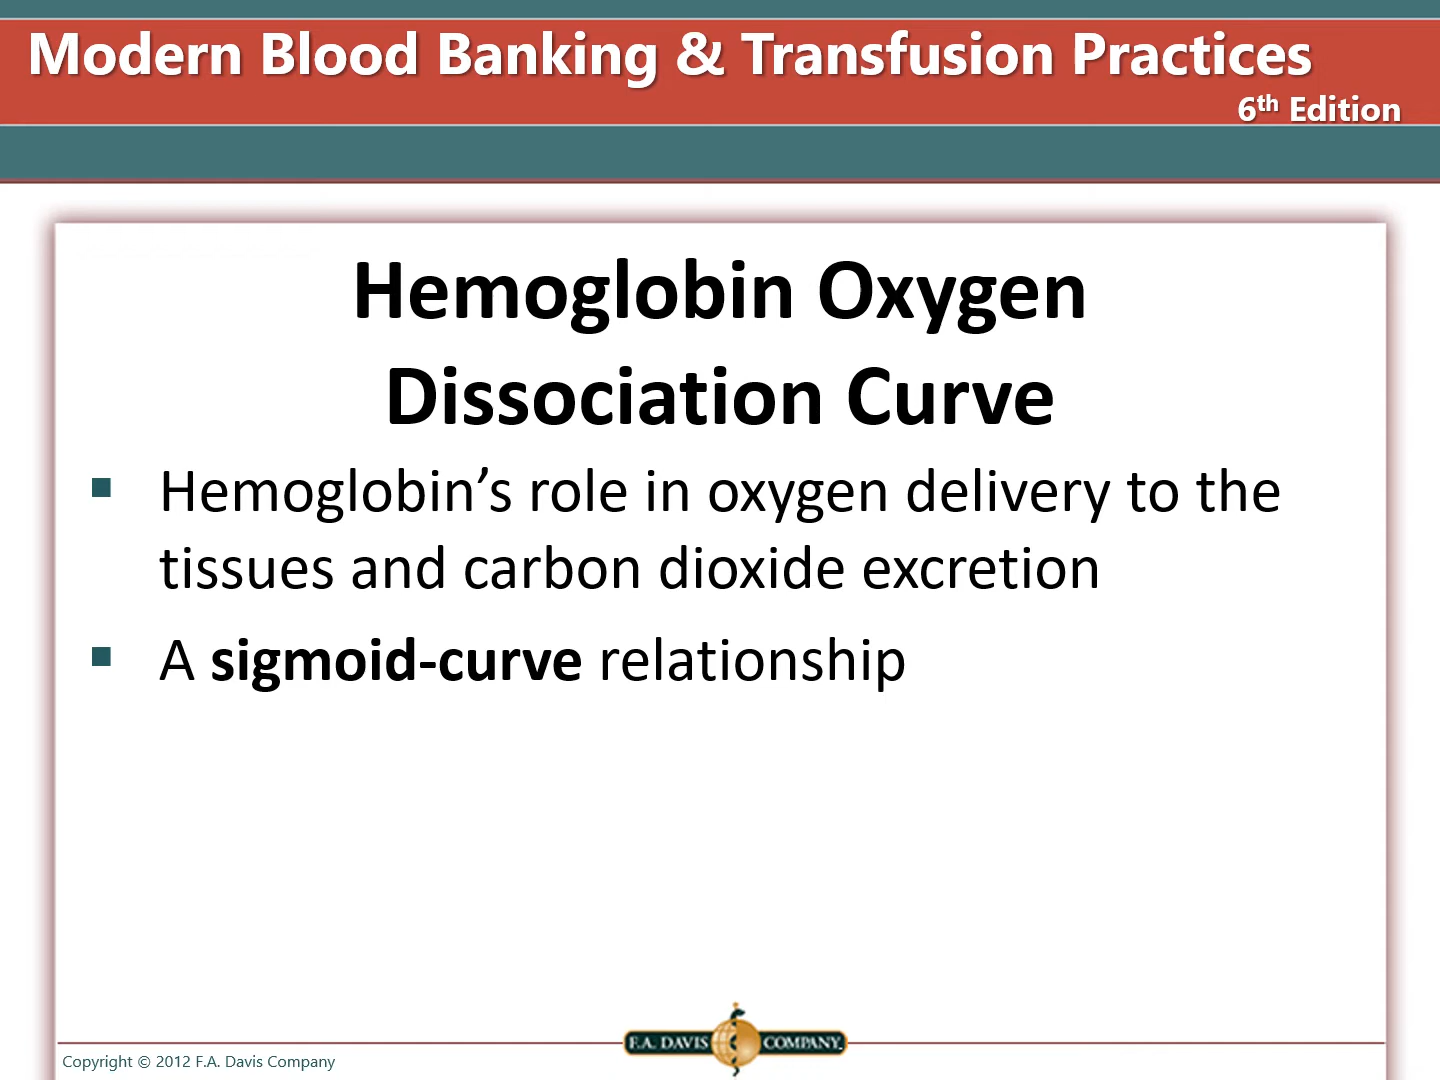 Modern Blood Banking & Transfusion Practices
6th Edition
Hemoglobin Oxygen
Dissociation Curve
▪ Hemoglobin’s role in oxygen delivery to the
tissues and carbon dioxide excretion
▪ A sigmoid-curve relationship
F.A. DAVIS COMPANY
Copyright © 2012 F.A. Davis Company